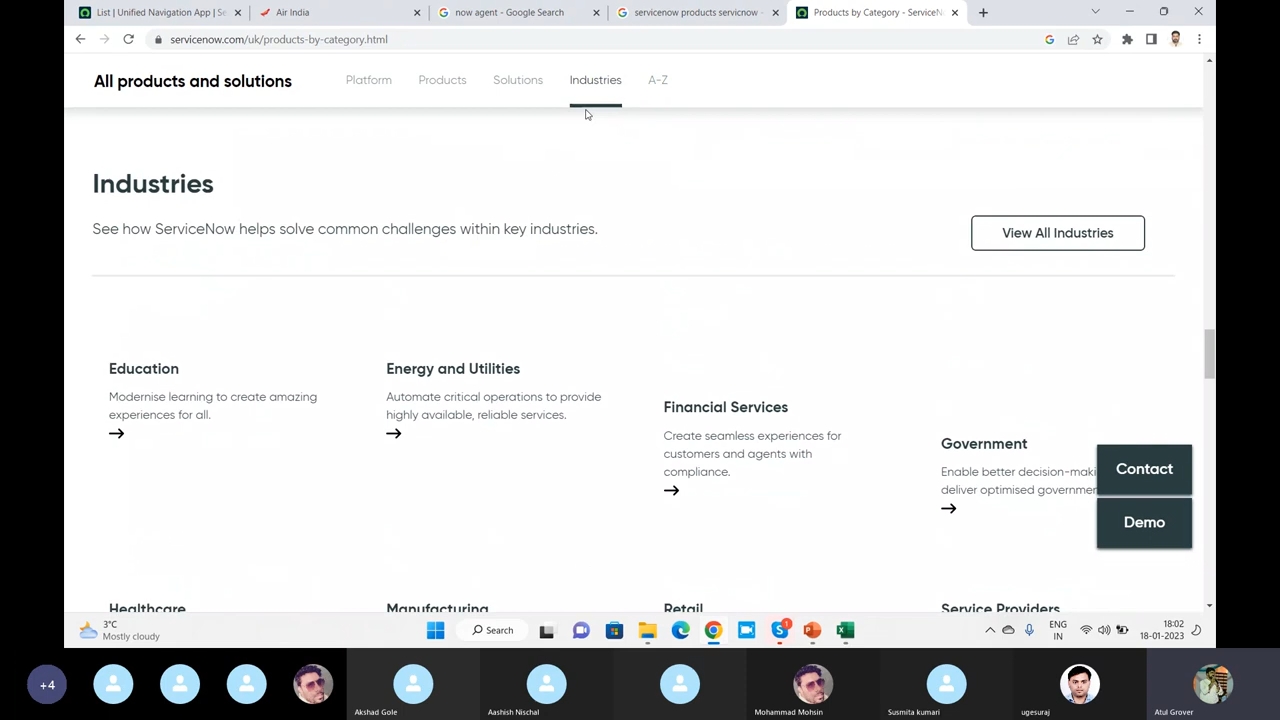 List | Unified Navigation App | Se
Air India
now agent - Google Search
servicenow products servicnow -
Products by Category - ServiceN
servicenow.com/uk/products-by-category.html
All products and solutions
Platform
Products
Solutions
Industries
A-Z
Industries
See how ServiceNow helps solve common challenges within key industries.
View All Industries
Education
Modernise learning to create amazing
experiences for all.
Energy and Utilities
Automate critical operations to provide
highly available, reliable services.
Financial Services
Create seamless experiences for
customers and agents with
compliance.
Government
Enable better decision-maki
deliver optimised governmen
Contact
Demo
Healthcare
Manufacturing
Retail
Service Providers
3°C
Mostly cloudy
Search
1
ENG
IN
18:02
18-01-2023
+4
Akshad Gole
Aashish Nischal
Mohammad Mohsin
Susmita kumari
ugesuraj
Atul Grover